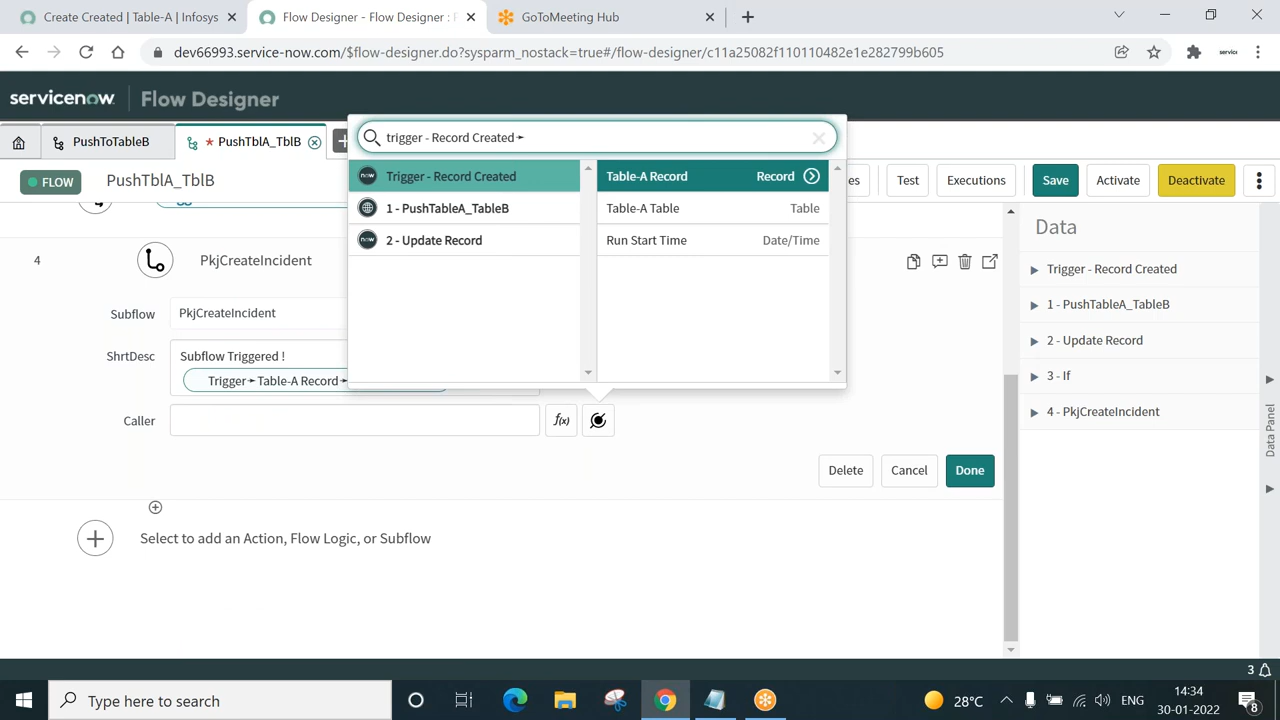 Create Created | Table-A | Infosys
Flow Designer - Flow Designer : F
GoToMeeting Hub
dev66993.service-now.com/$flow-designer.do?sysparm_nostack=true#/flow-designer/c11a25082f110110482e1e282799b605
servicenow
Flow Designer
PushToTableB
* PushTblA_TblB
trigger - Record Created➛
FLOW
PushTblA_TblB
es
Test
Executions
Save
Activate
Deactivate
Trigger - Record Created
Table-A Record
Record
1 - PushTableA_TableB
Table-A Table
Table
2 - Update Record
Run Start Time
Date/Time
Data
Trigger - Record Created
1 - PushTableA_TableB
2 - Update Record
3 - If
4 - PkjCreateIncident
Data Panel
4
PkjCreateIncident
Subflow
PkjCreateIncident
ShrtDesc
Subflow Triggered !
Trigger➛Table-A Record➛
Caller
f(x)
Delete
Cancel
Done
Select to add an Action, Flow Logic, or Subflow
3
Type here to search
28°C
ENG
14:34
30-01-2022
8